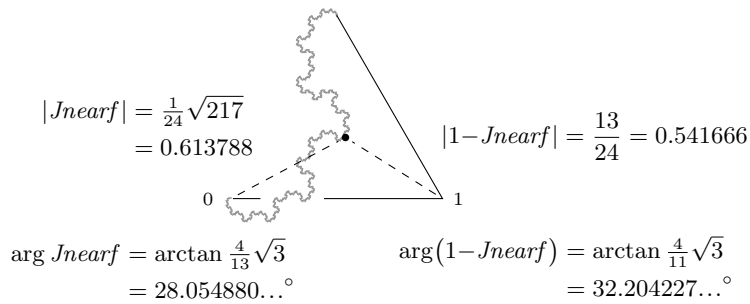 |Jnearf| = 1/24 √217
= 0.613788
|1−Jnearf| = 13/24 = 0.541666
0
1
arg Jnearf = arctan 4/13 √3
= 28.054880...°
arg(1−Jnearf) = arctan 4/11 √3
= 32.204227...°